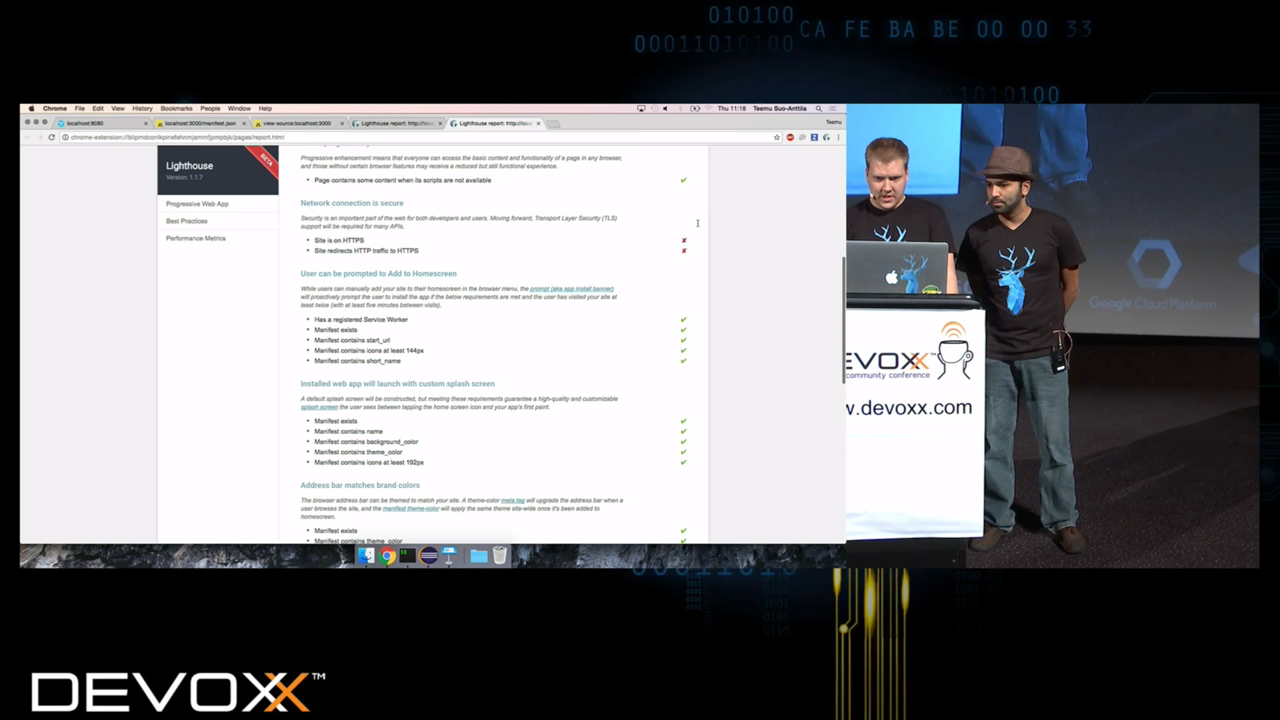 010100
00011010100
CA FE BA BE 00 00 33
01010
Chrome File Edit View History Bookmarks People Window Help
Thu 11:18 Teemu Suo-Anttila
localhost:8080
localhost:3000/manifest.json
view-source:localhost:3000
Lighthouse report: http://loca
Lighthouse report: http://loca
Teemu
Lighthouse
Version: 1.1.7
BETA
Progressive Web App
Best Practices
Performance Metrics
Progressive enhancement means that everyone can access the basic content and functionality of a page in any browser,
and those without certain browser features may receive a reduced but still functional experience.
Page contains some content when its scripts are not available
Network connection is secure
Security is an important part of the web for both developers and users. Moving forward, Transport Layer Security (TLS)
support will be required for many APIs.
Site is on HTTPS
Site redirects HTTP traffic to HTTPS
User can be prompted to Add to Homescreen
While users can manually add your site to their homescreen in the browser menu, the prompt (aka app install banner)
will proactively prompt the user to install the app if the below requirements are met and the user has visited your site at
least twice (with at least five minutes between visits).
Has a registered Service Worker
Manifest exists
Manifest contains start_url
Manifest contains icons at least 144px
Manifest contains short_name
Installed web app will launch with custom splash screen
A default splash screen will be constructed, but meeting these requirements guarantee a high-quality and customizable
splash screen the user sees between tapping the home screen icon and your app's first paint.
Manifest exists
Manifest contains name
Manifest contains background_color
Manifest contains theme_color
Manifest contains icons at least 192px
Address bar matches brand colors
The browser address bar can be themed to match your site. A theme-color meta tag will upgrade the address bar when a
user browses the site, and the manifest theme-color will apply the same theme site-wide once it's been added to
homescreen.
Manifest exists
Manifest contains theme_color
Google Cloud Platform
EVOXX™
community conference
w.devoxx.com
DEVOXX™